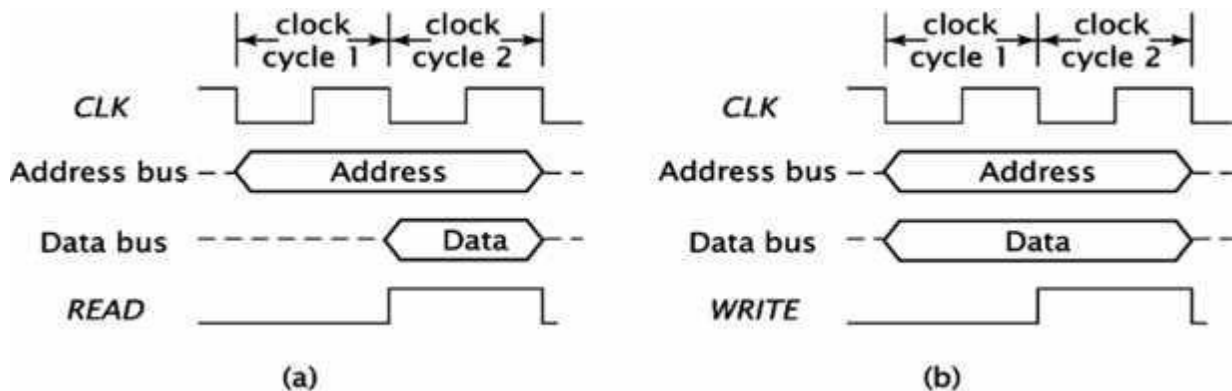 clock clock
cycle 1 cycle 2
CLK
Address bus Address
Data bus Data
READ
(a)
clock clock
cycle 1 cycle 2
CLK
Address bus Address
Data bus Data
WRITE
(b)